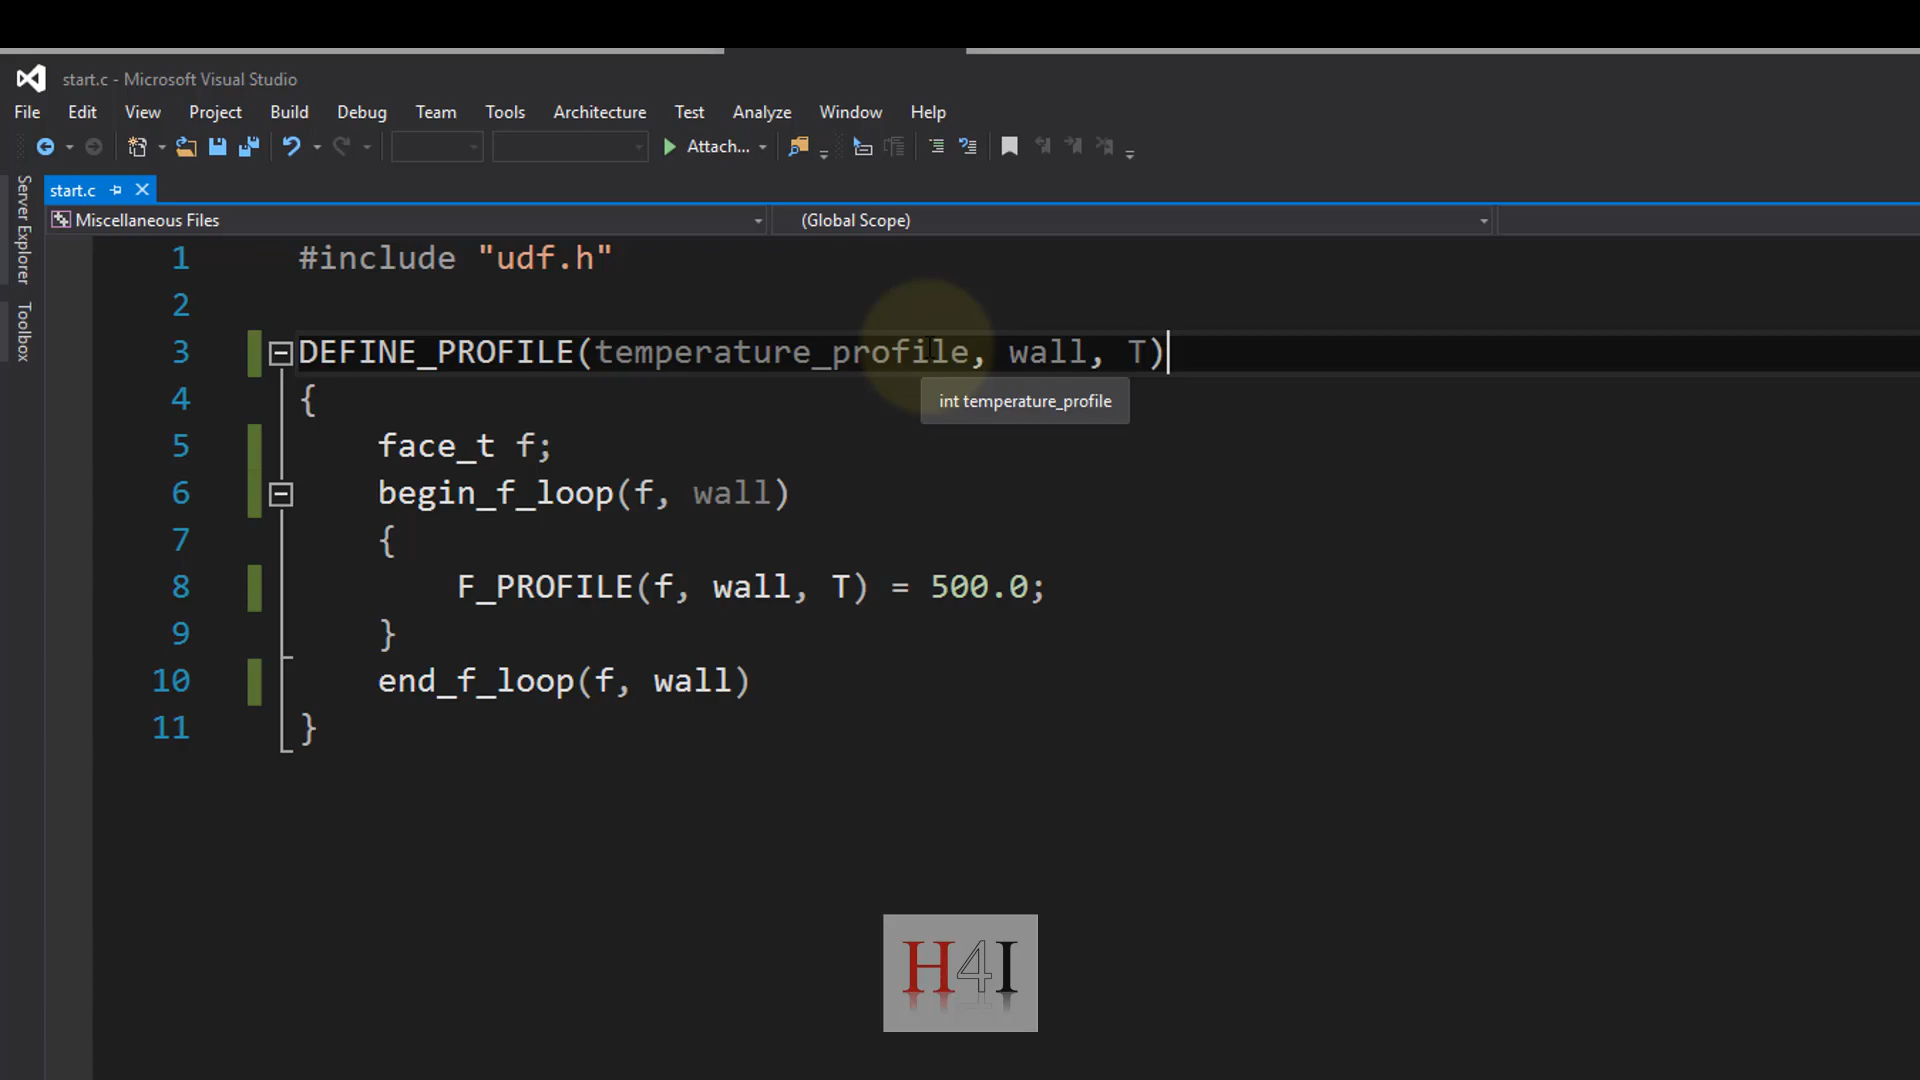 start.c - Microsoft Visual Studio
File Edit View Project Build Debug Team Tools Architecture Test Analyze Window Help
Attach...
Server Explorer
Toolbox
start.c
Miscellaneous Files (Global Scope)
1 #include "udf.h"
2
3 DEFINE_PROFILE(temperature_profile, wall, T)
int temperature_profile
4 {
5 face_t f;
6 begin_f_loop(f, wall)
7 {
8 F_PROFILE(f, wall, T) = 500.0;
9 }
10 end_f_loop(f, wall)
11 }
H4I